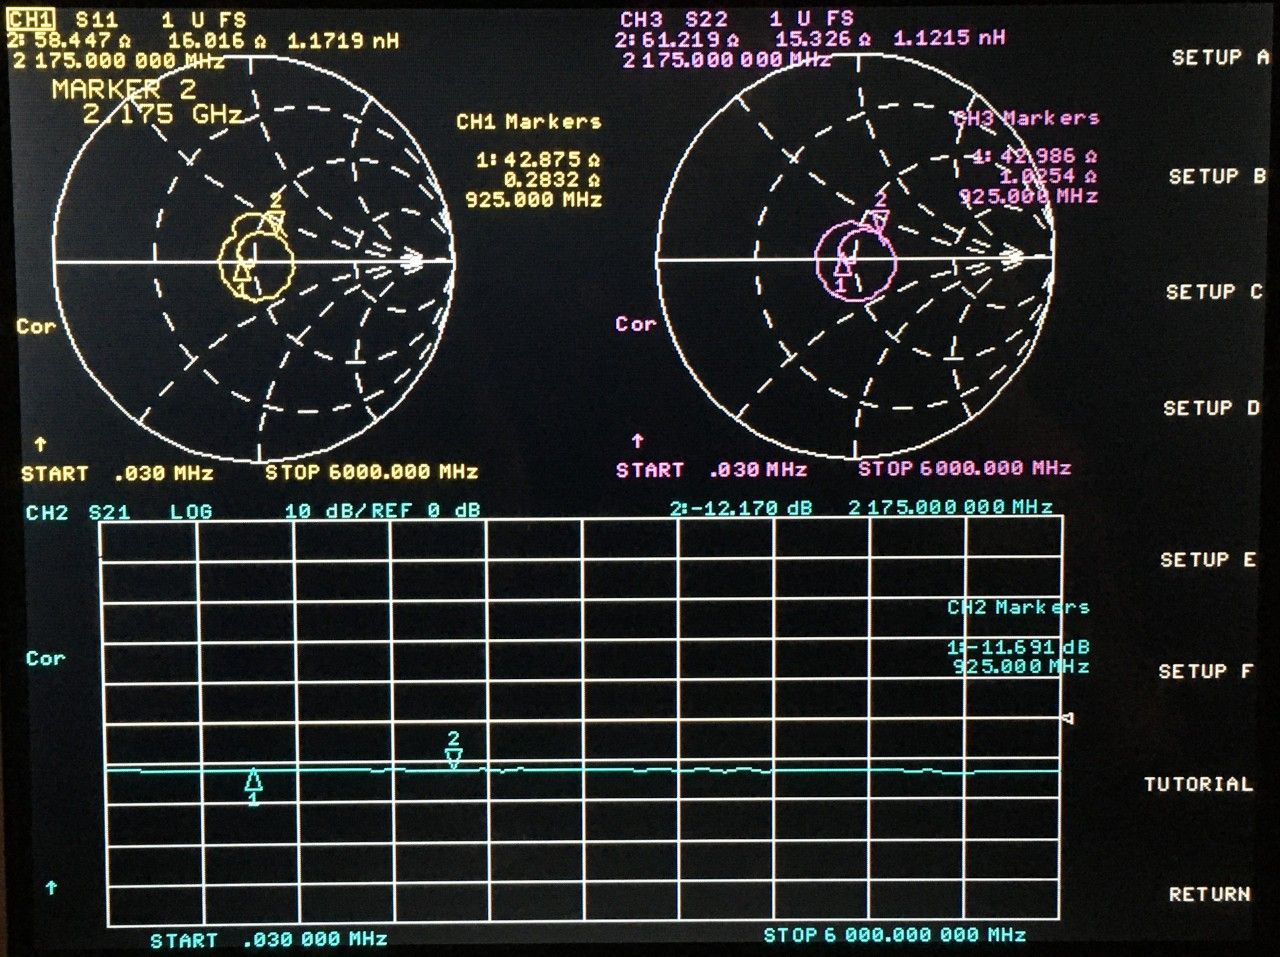 CH1 S11 1 U FS
2:58.447 Ω 16.016 Ω 1.1719 nH
2 175.000 000 MHz
MARKER 2
2.175 GHz
CH1 Markers
1:42.875 Ω
0.2832 Ω
925.000 MHz
2
1
Cor
START .030 MHz STOP 6000.000 MHz
CH3 S22 1 U FS
2:61.219 Ω 15.326 Ω 1.1215 nH
2 175.000 000 MHz
CH3 Markers
1:42.986 Ω
1.0254 Ω
925.000 MHz
2
1
Cor
START .030 MHz STOP 6000.000 MHz
CH2 S21 LOG 10 dB/REF 0 dB 2:-12.170 dB 2 175.000 000 MHz
CH2 Markers
1:-11.691 dB
925.000 MHz
Cor
2
1
START .030 000 MHz STOP 6 000.000 000 MHz
SETUP A
SETUP B
SETUP C
SETUP D
SETUP E
SETUP F
TUTORIAL
RETURN